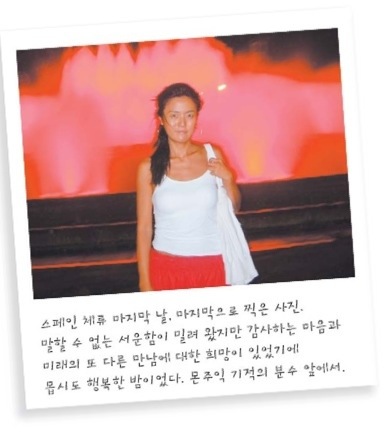 스페인 체류 마지막 날, 마지막으로 찍은 사진.
말할 수 없는 서운함이 밀려 왔지만 감사하는 마음과
미래의 또 다른 만남에 대한 희망이 있었기에
몹시도 행복한 밤이었다. 몬주익 기적의 분수 앞에서.